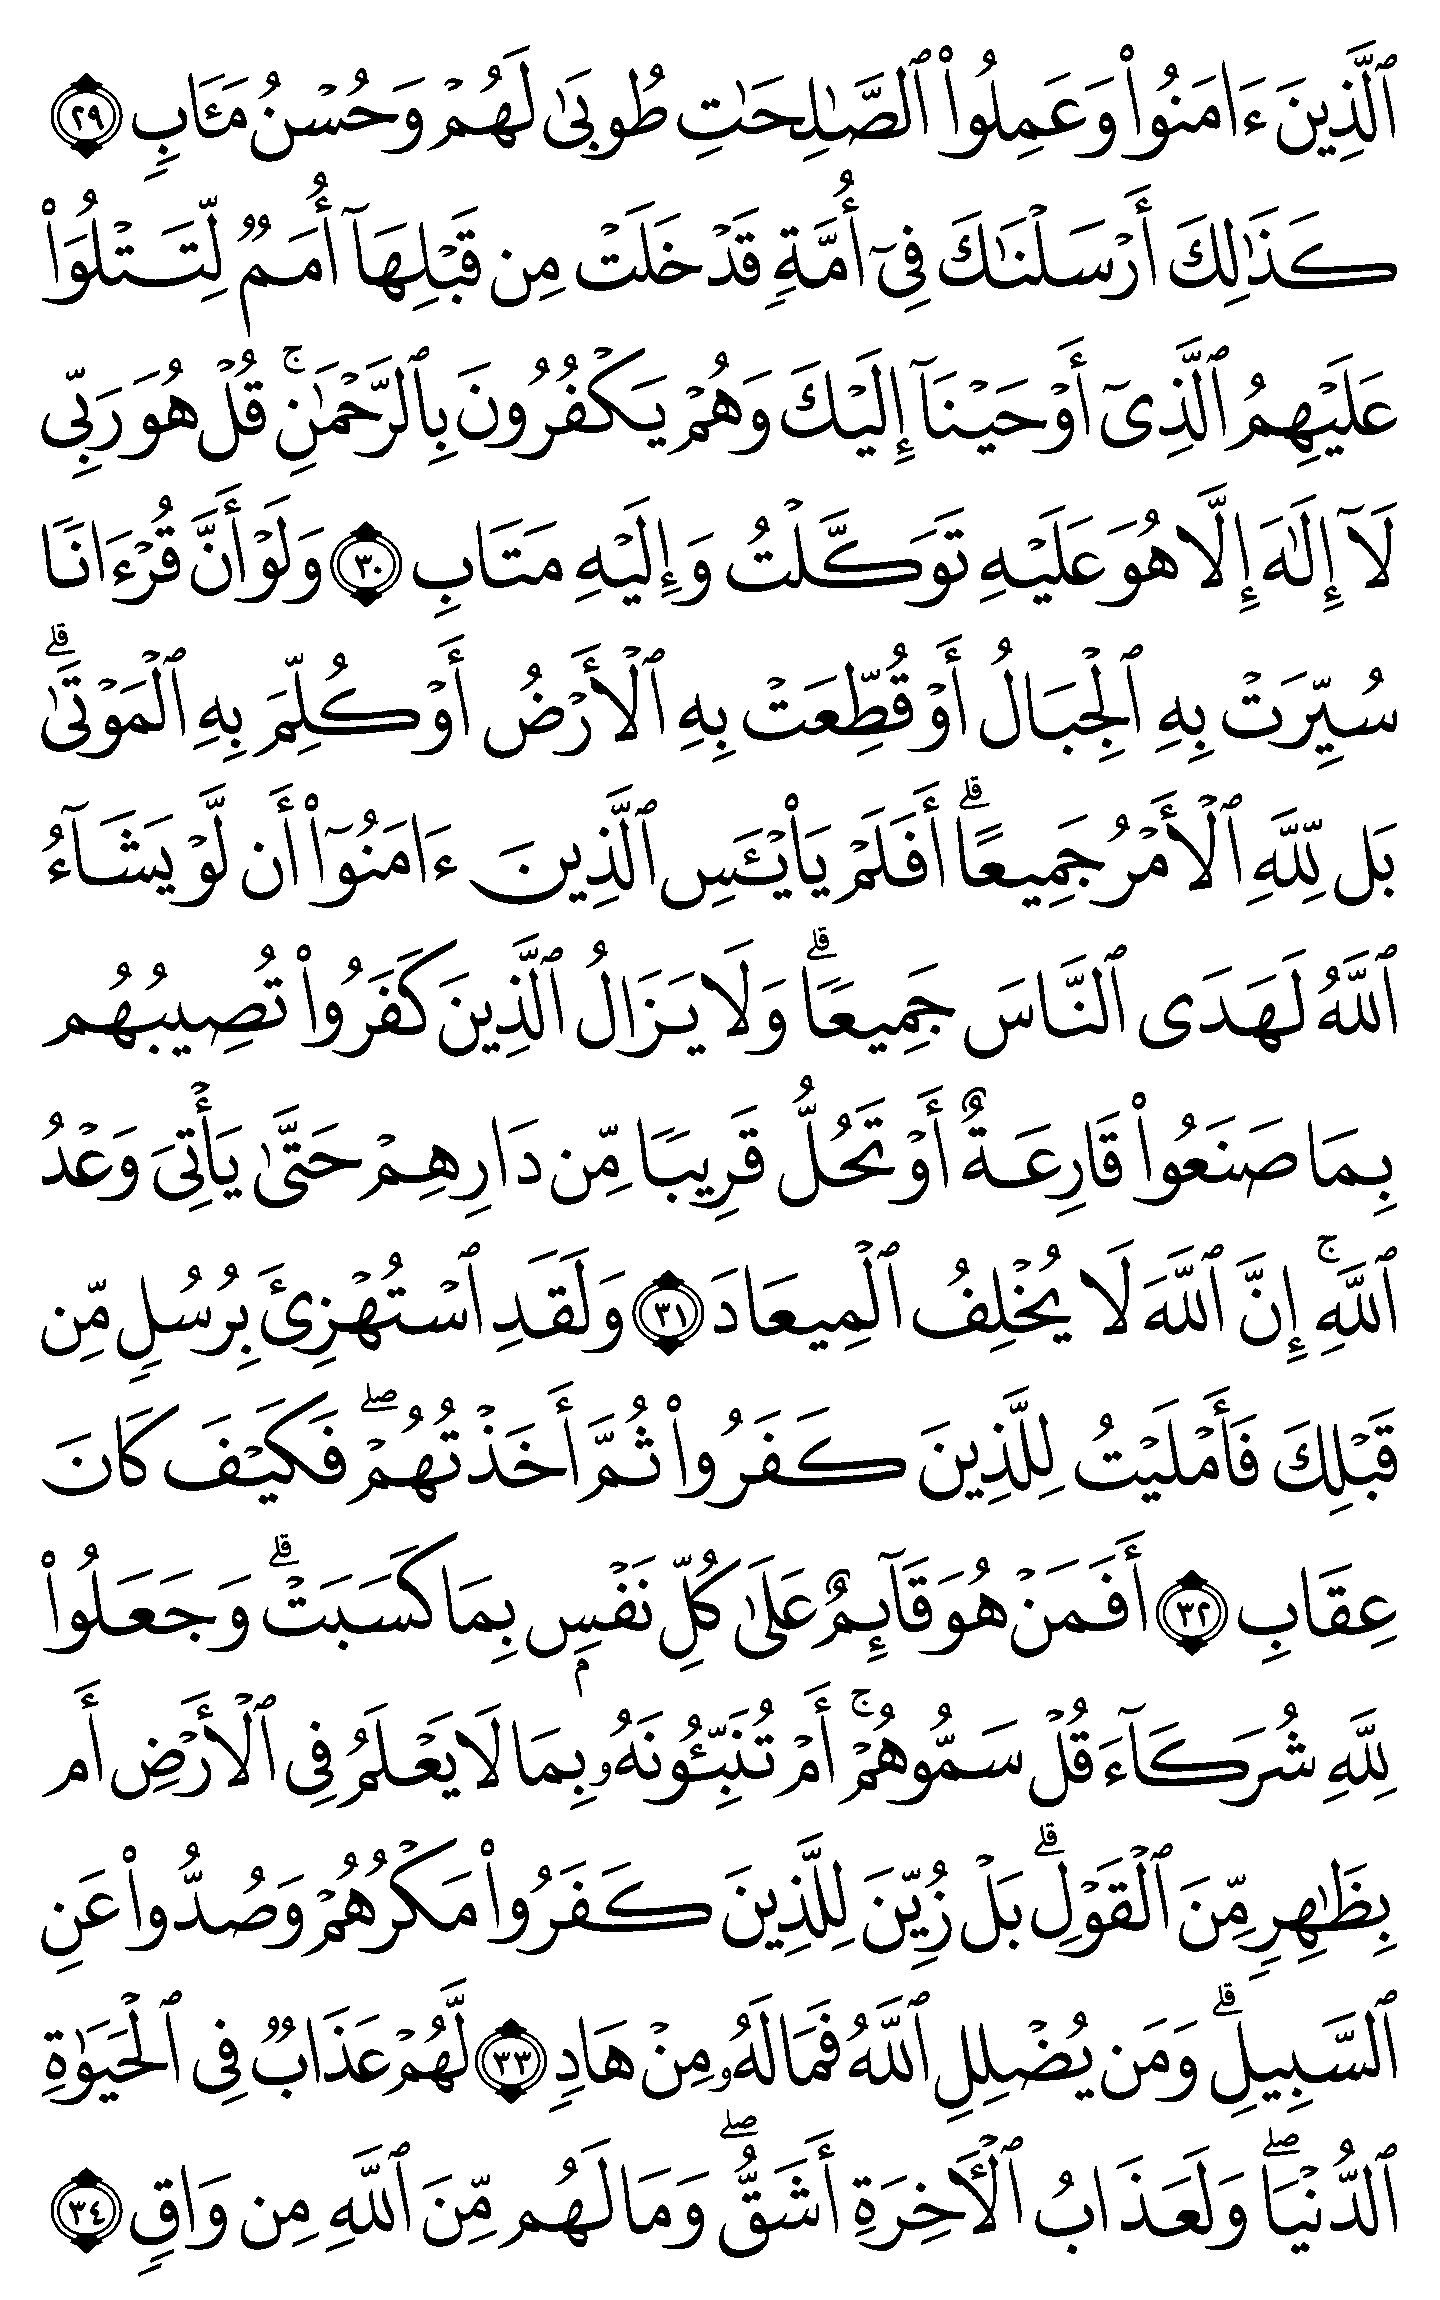 ٱلَّذِينَ ءَامَنُوا۟ وَعَمِلُوا۟ ٱلصَّـٰلِحَـٰتِ طُوبَىٰ لَهُمْ وَحُسْنُ مَـَٔابٍ ٢٩
كَذَٰلِكَ أَرْسَلْنَـٰكَ فِىٓ أُمَّةٍ قَدْ خَلَتْ مِن قَبْلِهَآ أُمَمٌ لِّتَتْلُوَا۟
عَلَيْهِمُ ٱلَّذِىٓ أَوْحَيْنَآ إِلَيْكَ وَهُمْ يَكْفُرُونَ بِٱلرَّحْمَـٰنِ ۚ قُلْ هُوَ رَبِّى
لَآ إِلَـٰهَ إِلَّا هُوَ عَلَيْهِ تَوَكَّلْتُ وَإِلَيْهِ مَتَابِ ٣٠ وَلَوْ أَنَّ قُرْءَانًا
سُيِّرَتْ بِهِ ٱلْجِبَالُ أَوْ قُطِّعَتْ بِهِ ٱلْأَرْضُ أَوْ كُلِّمَ بِهِ ٱلْمَوْتَىٰ ۗ
بَل لِّلَّهِ ٱلْأَمْرُ جَمِيعًا ۗ أَفَلَمْ يَا۟يْـَٔسِ ٱلَّذِينَ ءَامَنُوٓا۟ أَن لَّوْ يَشَآءُ
ٱللَّهُ لَهَدَى ٱلنَّاسَ جَمِيعًا ۗ وَلَا يَزَالُ ٱلَّذِينَ كَفَرُوا۟ تُصِيبُهُم
بِمَا صَنَعُوا۟ قَارِعَةٌ أَوْ تَحُلُّ قَرِيبًا مِّن دَارِهِمْ حَتَّىٰ يَأْتِىَ وَعْدُ
ٱللَّهِ ۚ إِنَّ ٱللَّهَ لَا يُخْلِفُ ٱلْمِيعَادَ ٣١ وَلَقَدِ ٱسْتُهْزِئَ بِرُسُلٍ مِّن
قَبْلِكَ فَأَمْلَيْتُ لِلَّذِينَ كَفَرُوا۟ ثُمَّ أَخَذْتُهُمْ ۖ فَكَيْفَ كَانَ
عِقَابِ ٣٢ أَفَمَنْ هُوَ قَآئِمٌ عَلَىٰ كُلِّ نَفْسٍۭ بِمَا كَسَبَتْ ۗ وَجَعَلُوا۟
لِلَّهِ شُرَكَآءَ قُلْ سَمُّوهُمْ ۚ أَمْ تُنَبِّـُٔونَهُۥ بِمَا لَا يَعْلَمُ فِى ٱلْأَرْضِ أَم
بِظَـٰهِرٍ مِّنَ ٱلْقَوْلِ ۗ بَلْ زُيِّنَ لِلَّذِينَ كَفَرُوا۟ مَكْرُهُمْ وَصُدُّوا۟ عَنِ
ٱلسَّبِيلِ ۗ وَمَن يُضْلِلِ ٱللَّهُ فَمَا لَهُۥ مِنْ هَادٍ ٣٣ لَّهُمْ عَذَابٌ فِى ٱلْحَيَوٰةِ
ٱلدُّنْيَا ۖ وَلَعَذَابُ ٱلْـَٔاخِرَةِ أَشَقُّ ۖ وَمَا لَهُم مِّنَ ٱللَّهِ مِن وَاقٍ ٣٤